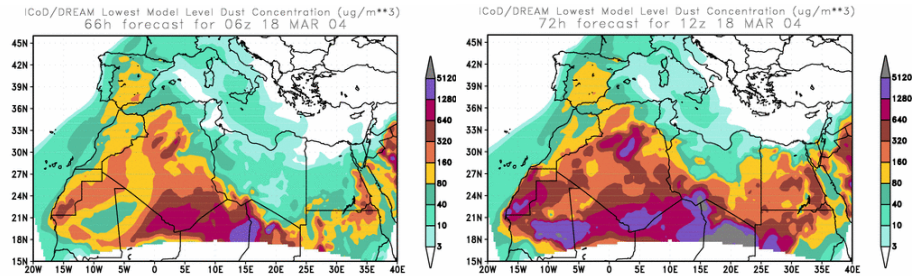 ICoD/DREAM Lowest Model Level Dust Concentration (ug/m**3)
66h forecast for 06z 18 MAR 04
45N
42N
39N
36N
33N
30N
27N
24N
21N
18N
15N
20W 15W 10W 5W 0 5E 10E 15E 20E 25E 30E 35E 40E
5120
1280
640
320
160
80
40
10
3
ICoD/DREAM Lowest Model Level Dust Concentration (ug/m**3)
72h forecast for 12z 18 MAR 04
45N
42N
39N
36N
33N
30N
27N
24N
21N
18N
15N
20W 15W 10W 5W 0 5E 10E 15E 20E 25E 30E 35E 40E
5120
1280
640
320
160
80
40
10
3